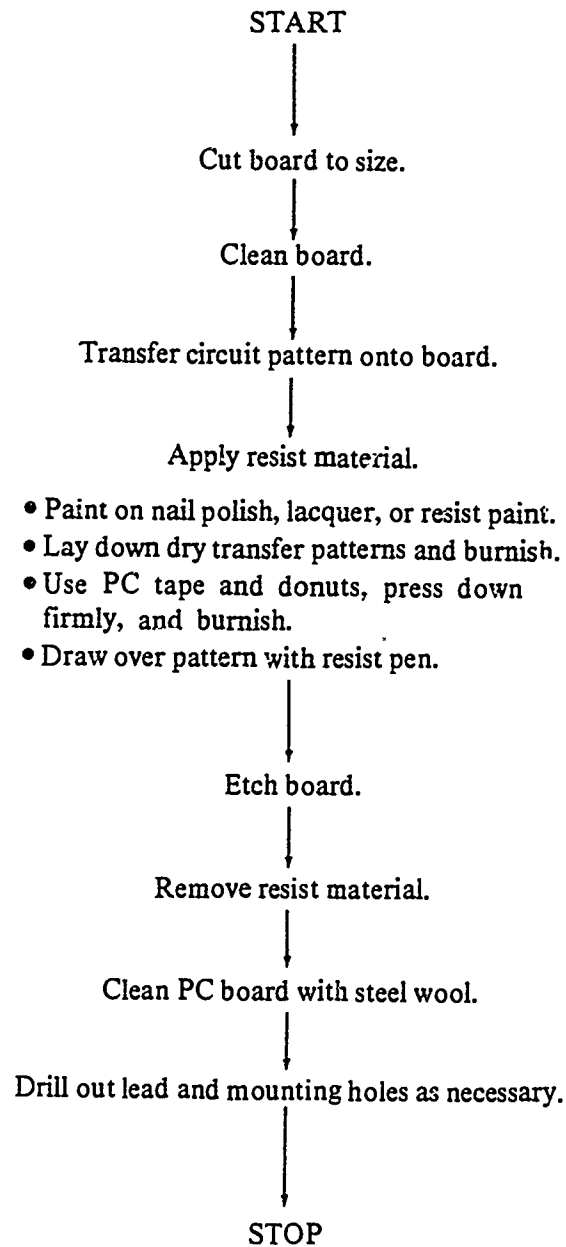 START
Cut board to size.
Clean board.
Transfer circuit pattern onto board.
Apply resist material.
• Paint on nail polish, lacquer, or resist paint.
• Lay down dry transfer patterns and burnish.
• Use PC tape and donuts, press down
firmly, and burnish.
• Draw over pattern with resist pen.
Etch board.
Remove resist material.
Clean PC board with steel wool.
Drill out lead and mounting holes as necessary.
STOP